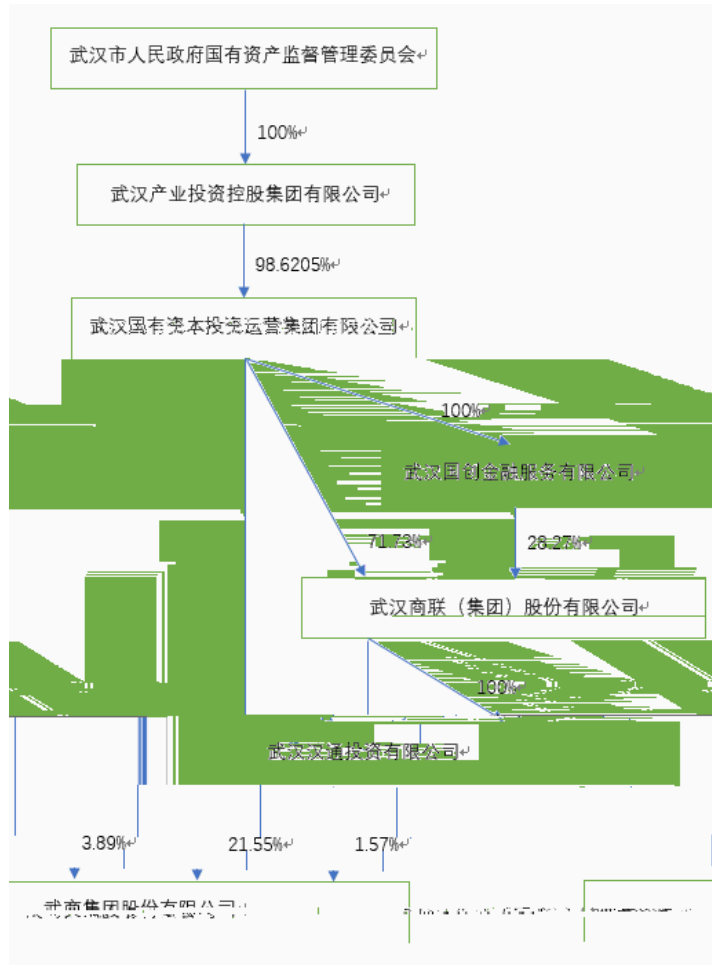 武汉市人民政府国有资产监督管理委员会
100%
武汉产业投资控股集团有限公司
98.6205%
武汉国有资本投资运营集团有限公司
100%
武汉国创金融服务有限公司
71.73%
28.27%
武汉商联（集团）股份有限公司
100%
武汉汉通投资有限公司
3.89%
21.55%
1.57%
武商集团股份有限公司